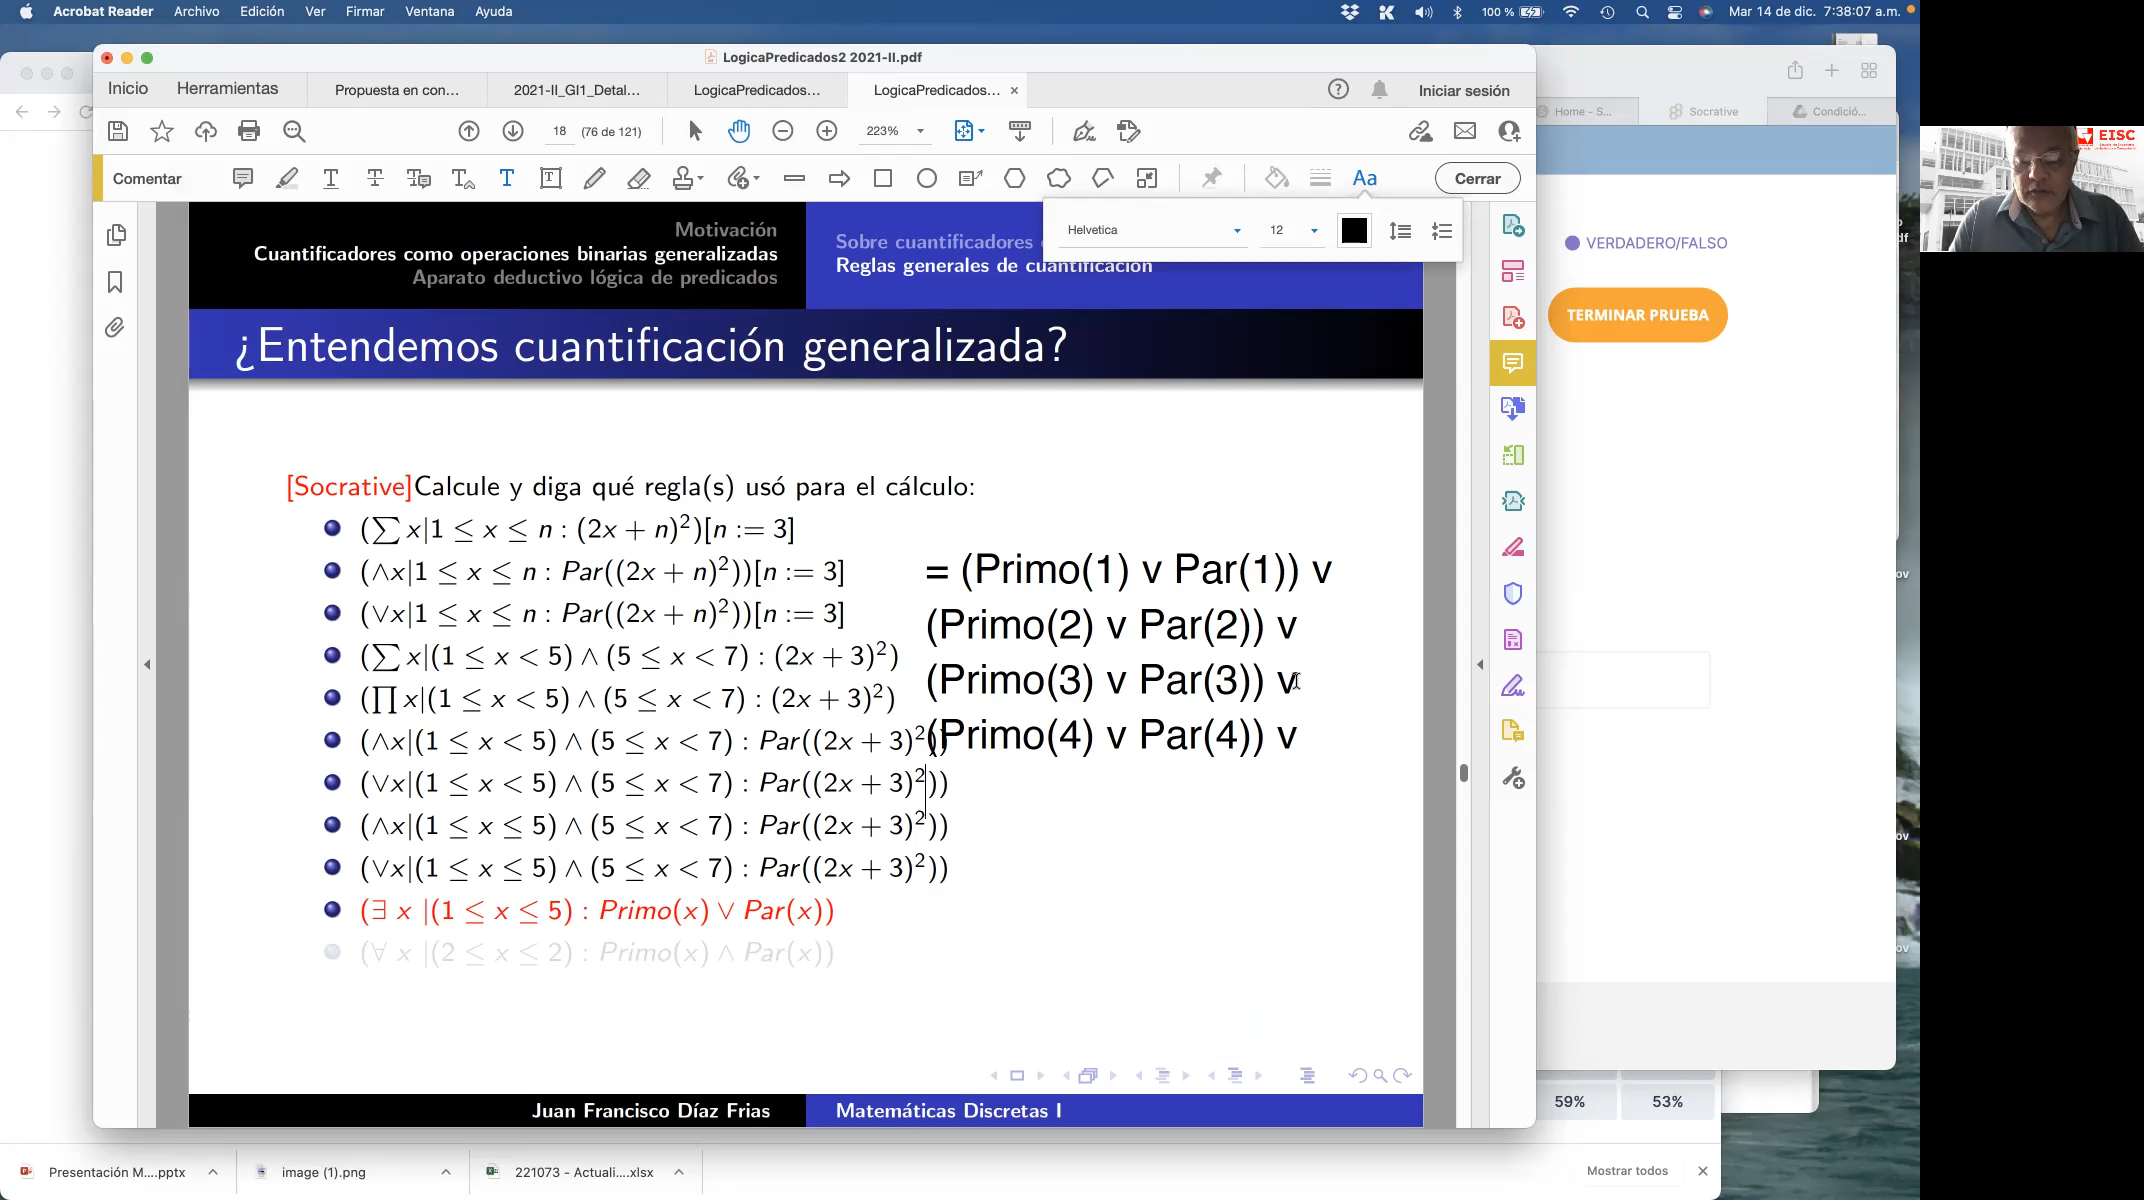 Acrobat Reader Archivo Edición Ver Firmar Ventana Ayuda
100 % Mar 14 de dic. 7:38:07 a.m.
LogicaPredicados2 2021-II.pdf
Inicio Herramientas Propuesta en con... 2021-II_GI1_Detal... LogicaPredicados... LogicaPredicados... × Iniciar sesión
Home - S... Socrative Condició...
18 (76 de 121) 223%
Comentar Aa Cerrar
Helvetica 12
EISC
Motivación
Cuantificadores como operaciones binarias generalizadas
Aparato deductivo lógica de predicados
Sobre cuantificadores
Reglas generales de cuantificación
VERDADERO/FALSO
TERMINAR PRUEBA
¿Entendemos cuantificación generalizada?
[Socrative]Calcule y diga qué regla(s) usó para el cálculo:
(∑ x|1 ≤ x ≤ n : (2x + n)²)[n := 3]
(∧x|1 ≤ x ≤ n : Par((2x + n)²))[n := 3]
(∨x|1 ≤ x ≤ n : Par((2x + n)²))[n := 3]
(∑ x|(1 ≤ x < 5) ∧ (5 ≤ x < 7) : (2x + 3)²)
(∏ x|(1 ≤ x < 5) ∧ (5 ≤ x < 7) : (2x + 3)²)
(∧x|(1 ≤ x < 5) ∧ (5 ≤ x < 7) : Par((2x + 3)²))
(∨x|(1 ≤ x < 5) ∧ (5 ≤ x < 7) : Par((2x + 3)²))
(∧x|(1 ≤ x ≤ 5) ∧ (5 ≤ x < 7) : Par((2x + 3)²))
(∨x|(1 ≤ x ≤ 5) ∧ (5 ≤ x < 7) : Par((2x + 3)²))
(∃ x |(1 ≤ x ≤ 5) : Primo(x) ∨ Par(x))
(∀ x |(2 ≤ x ≤ 2) : Primo(x) ∧ Par(x))
= (Primo(1) v Par(1)) v
(Primo(2) v Par(2)) v
(Primo(3) v Par(3)) v
(Primo(4) v Par(4)) v
Juan Francisco Díaz Frias Matemáticas Discretas I
59% 53%
Presentación M....pptx image (1).png 221073 - Actuali....xlsx Mostrar todos